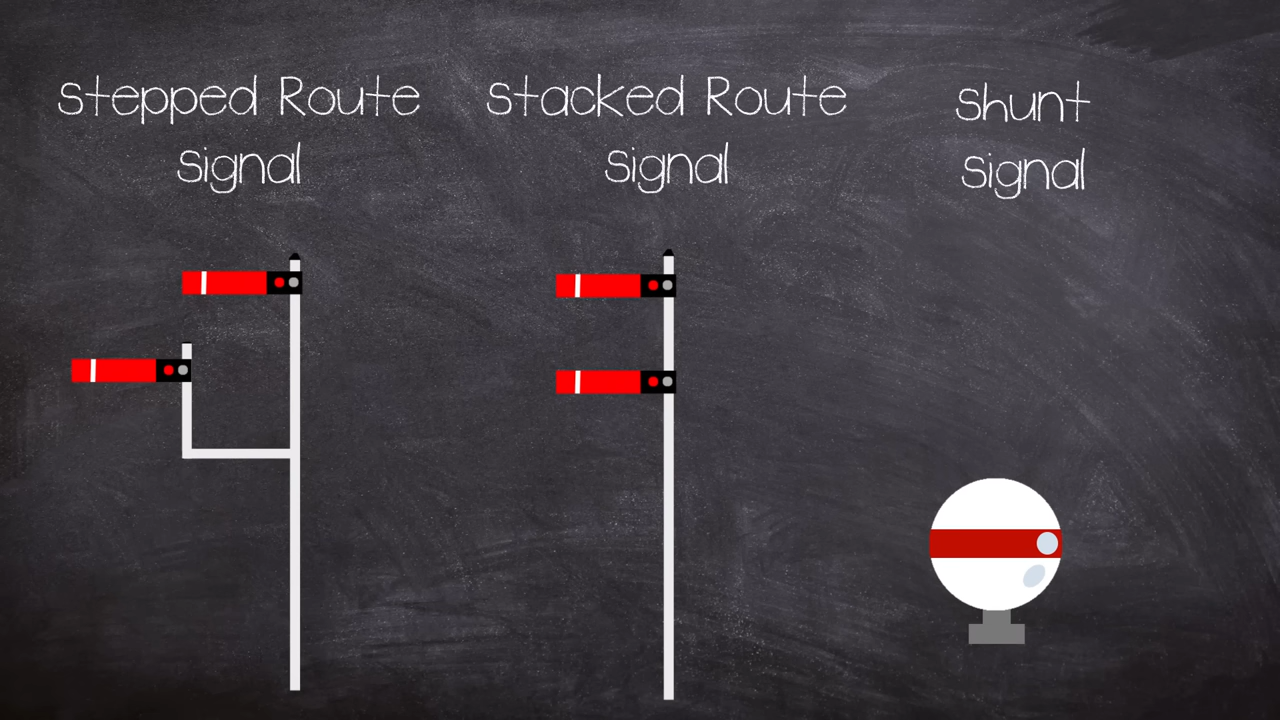 Stepped Route
Signal
Stacked Route
Signal
Shunt
Signal